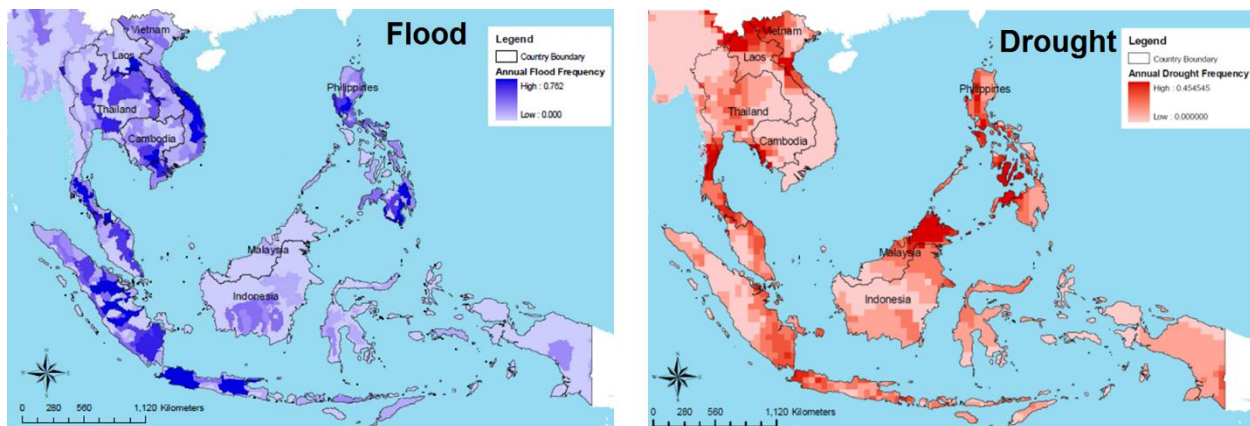 Flood
Legend
Country Boundary
Annual Flood Frequency
High : 0.762
Low : 0.000
Vietnam
Laos
Thailand
Cambodia
Philippines
Malaysia
Indonesia
0 280 560 1,120 Kilometers
Drought
Legend
Country Boundary
Annual Drought Frequency
High : 0.454545
Low : 0.000000
Vietnam
Laos
Thailand
Cambodia
Philippines
Malaysia
Indonesia
0 280 560 1,120 Kilometers